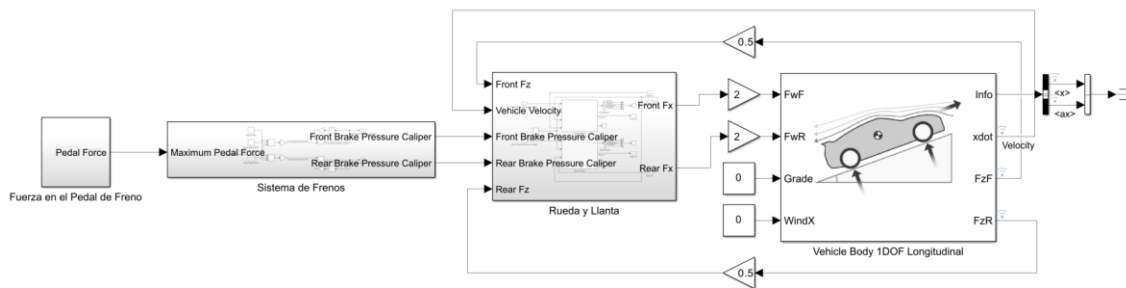 Pedal Force
Fuerza en el Pedal de Freno
Maximum Pedal Force
Front Brake Pressure Caliper
Rear Brake Pressure Caliper
Sistema de Frenos
Front Fz
Vehicle Velocity
Front Brake Pressure Caliper
Rear Brake Pressure Caliper
Rear Fz
Front Fx
Rear Fx
Rueda y Llanta
0.5
2
2
0
0
0.5
FwF
FwR
Grade
WindX
Info
xdot
FzF
FzR
Vehicle Body 1DOF Longitudinal
Velocity
<x>
<ax>